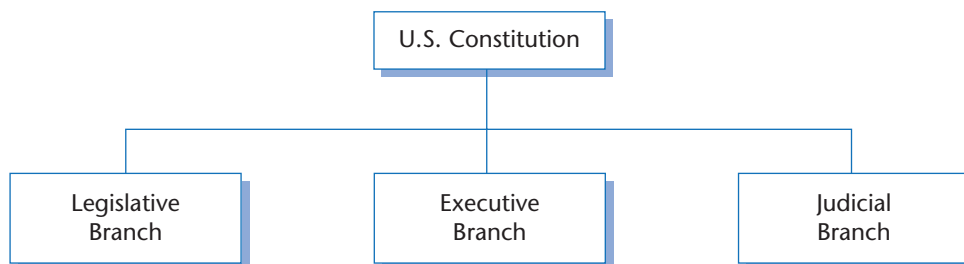 U.S. Constitution
Legislative
Branch
Executive
Branch
Judicial
Branch